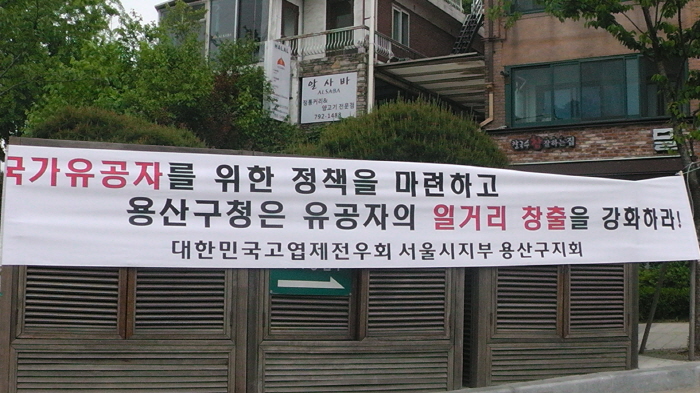 알사바
ALSABA
792-1488
국가유공자를 위한 정책을 마련하고
용산구청은 유공자의 일거리 창출을 강화하라!
대한민국고엽제전우회 서울시지부 용산구지회